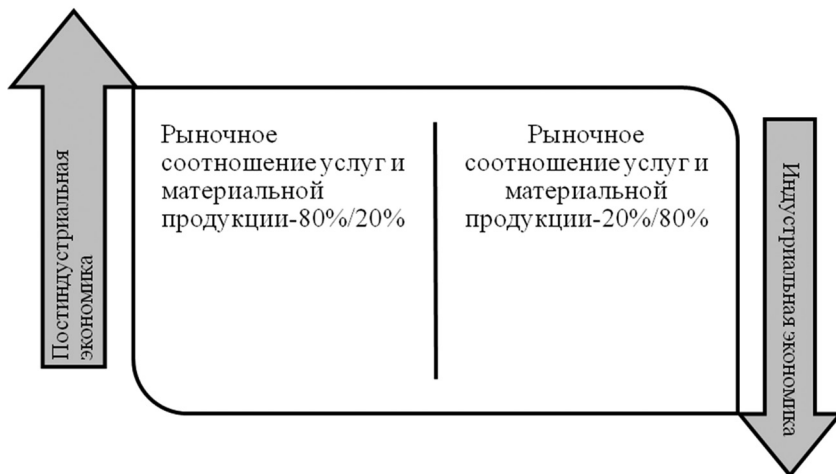 Постиндустриальная
экономика
Рыночное
соотношение услуг и
материальной
продукции-80%/20%
Рыночное
соотношение услуг и
материальной
продукции-20%/80%
Индустриальная экономика